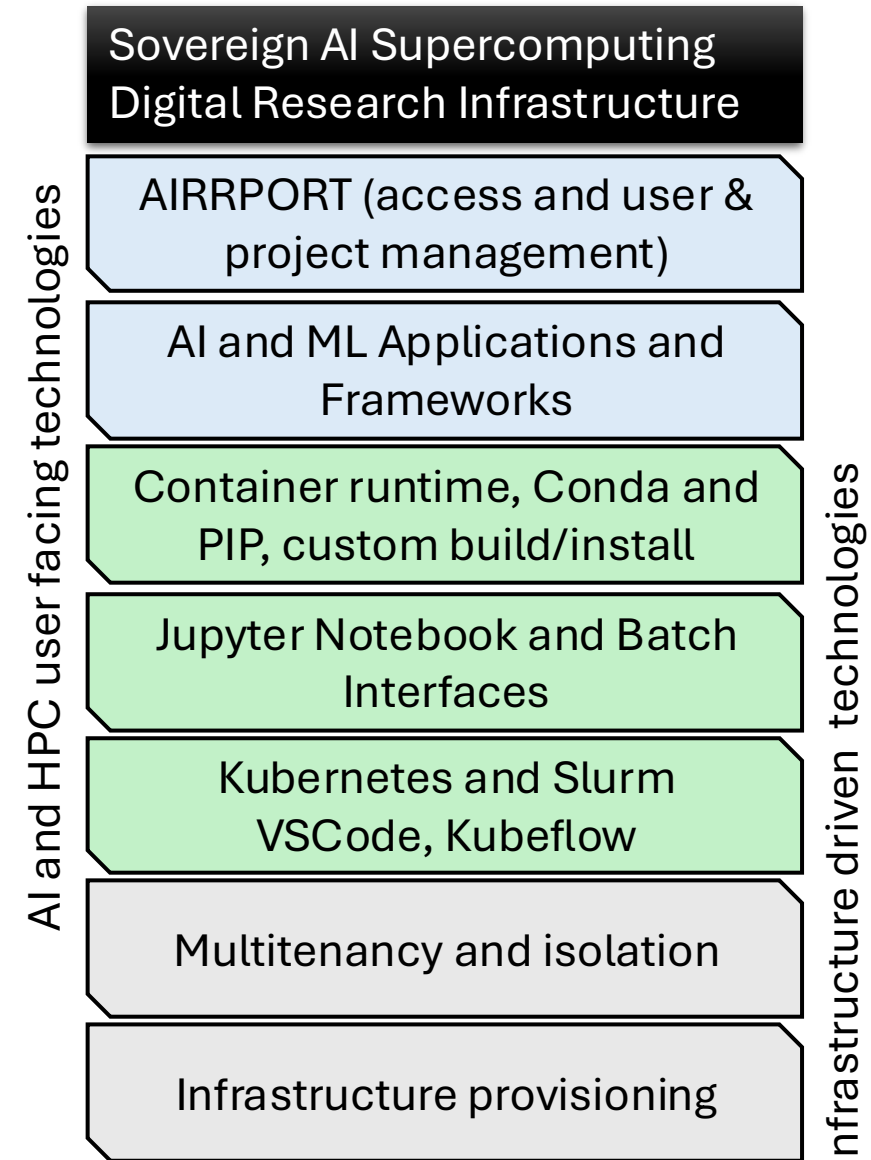 Sovereign AI Supercomputing
Digital Research Infrastructure
AIRRPORT (access and user &
project management)
AI and ML Applications and
Frameworks
Container runtime, Conda and
PIP, custom build/install
Jupyter Notebook and Batch
Interfaces
Kubernetes and Slurm
VSCode, Kubeflow
Multitenancy and isolation
Infrastructure provisioning
AI and HPC user facing technologies
nfrastructure driven technologies